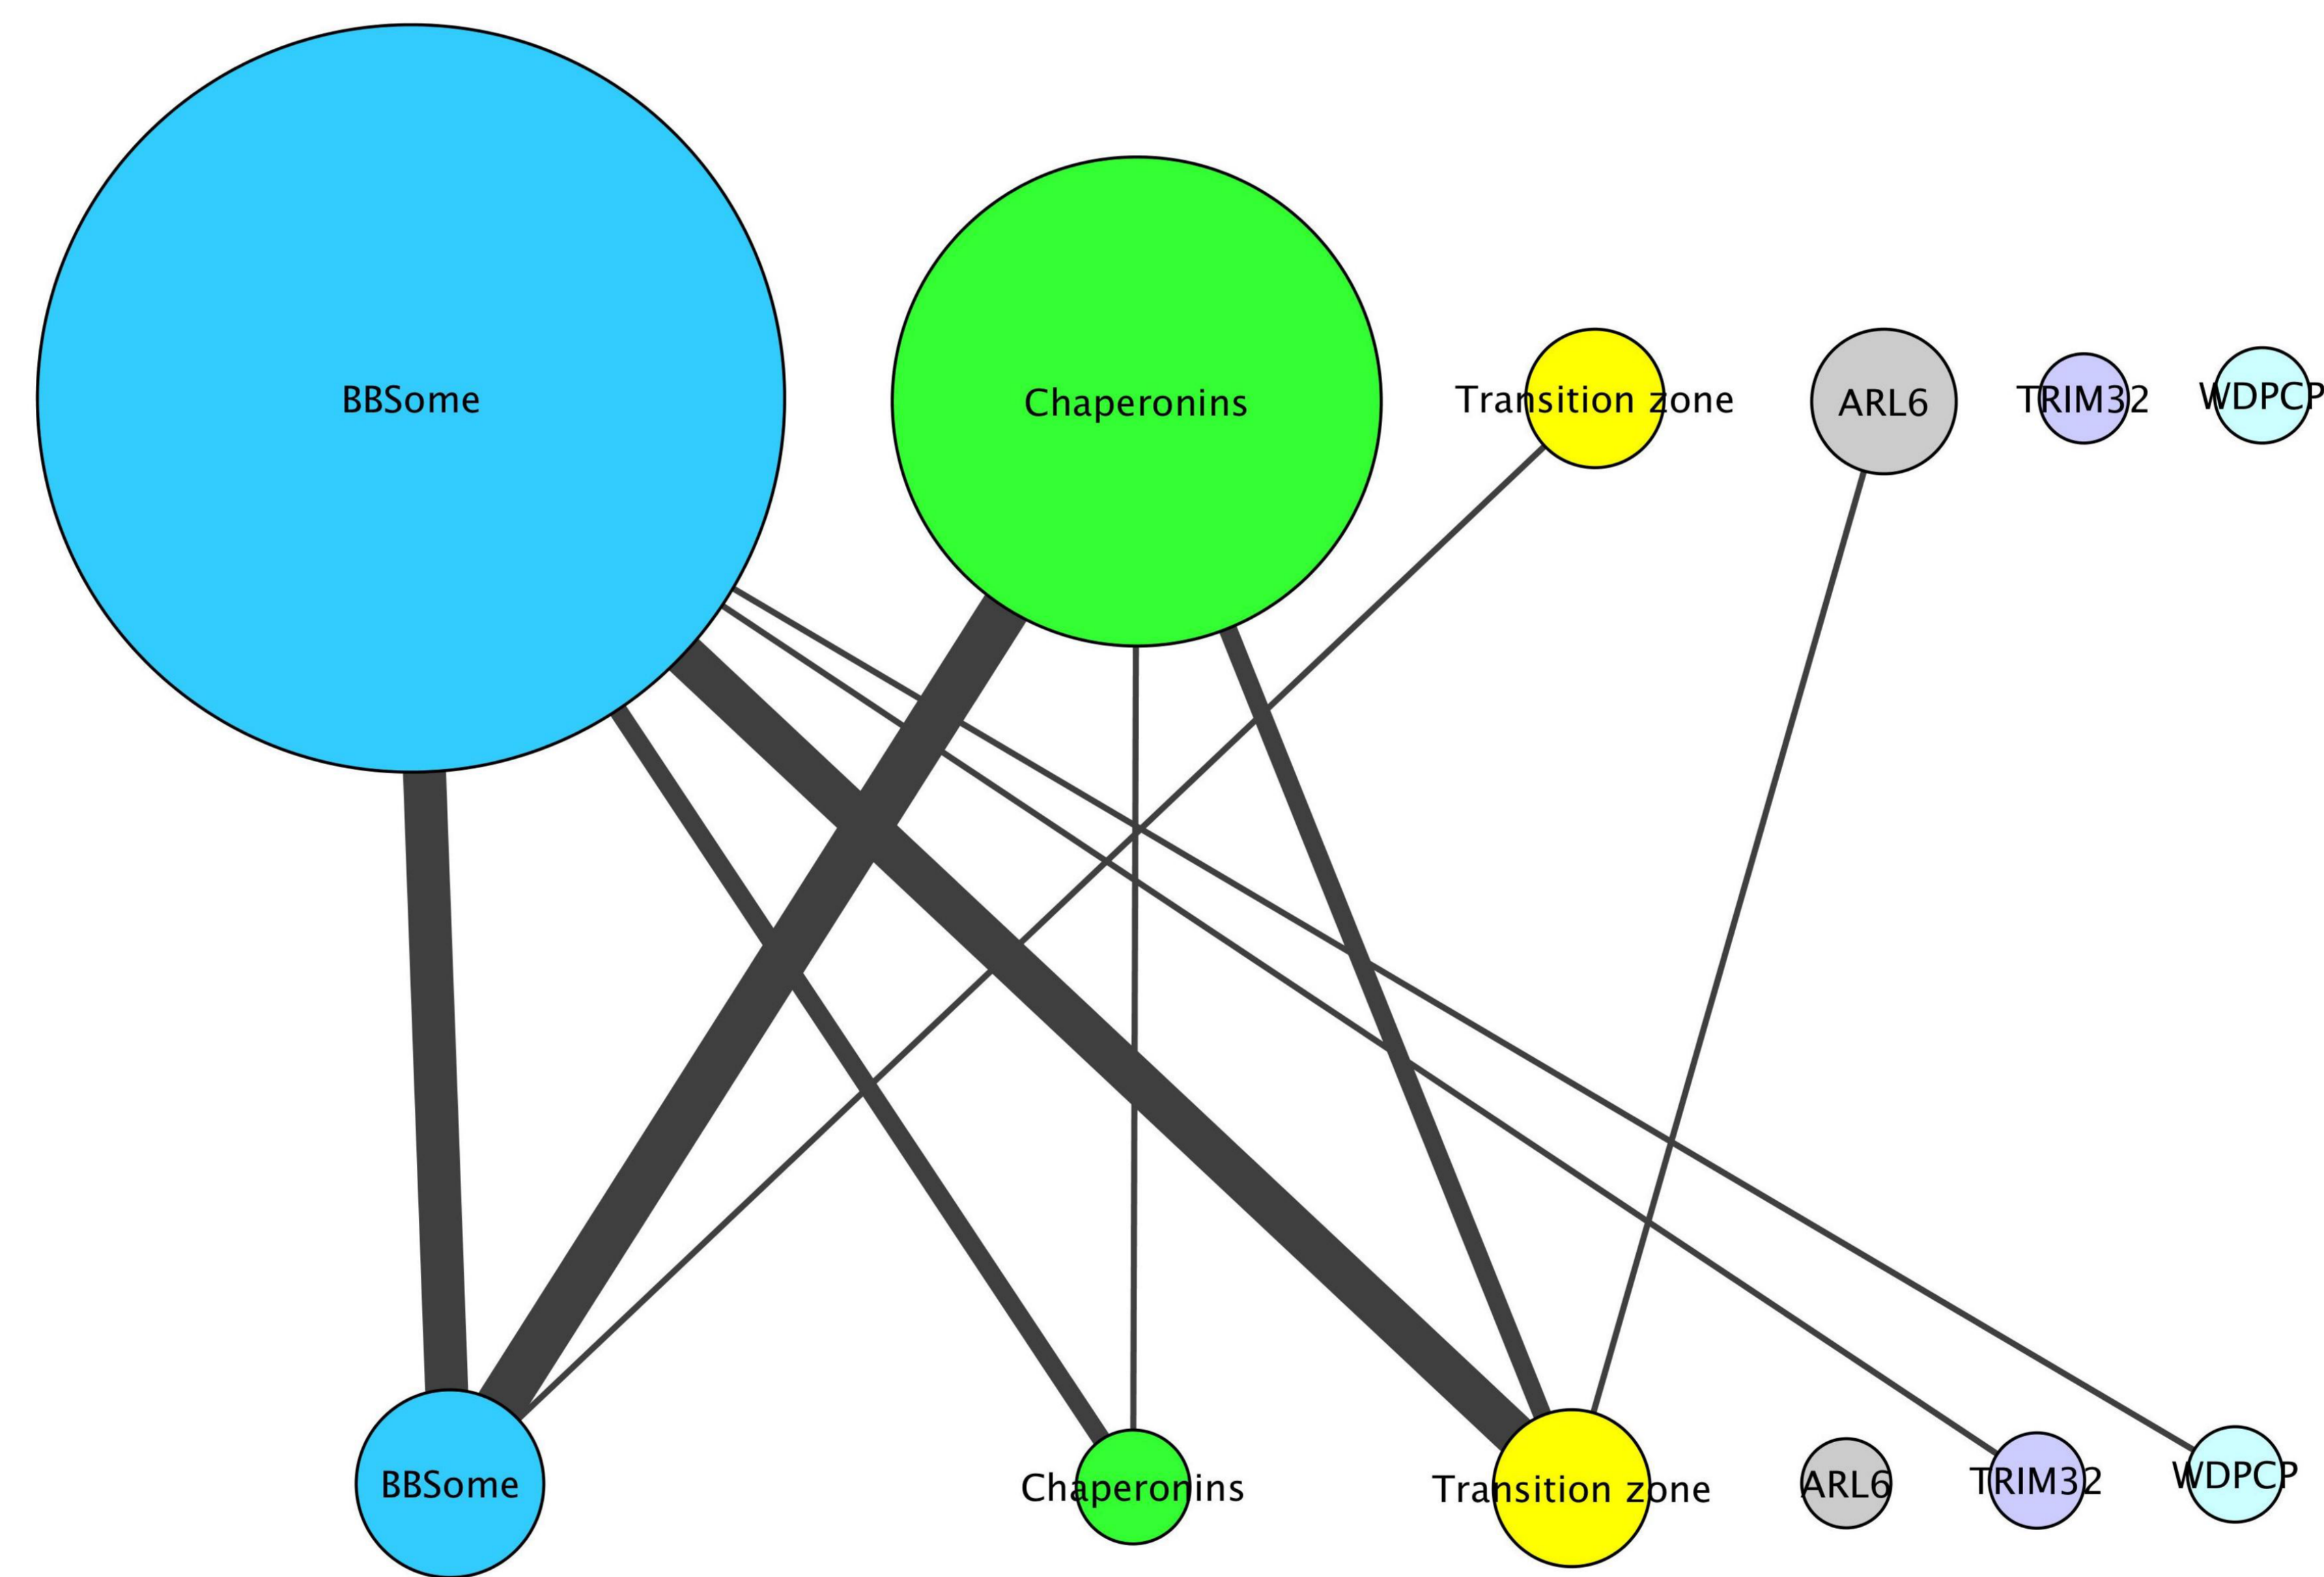 BBSome
Chaperonins
Transition zone
ARL6
TRIM32
WDPCP
BBSome
Chaperonins
Transition zone
ARL6
TRIM32
WDPCP